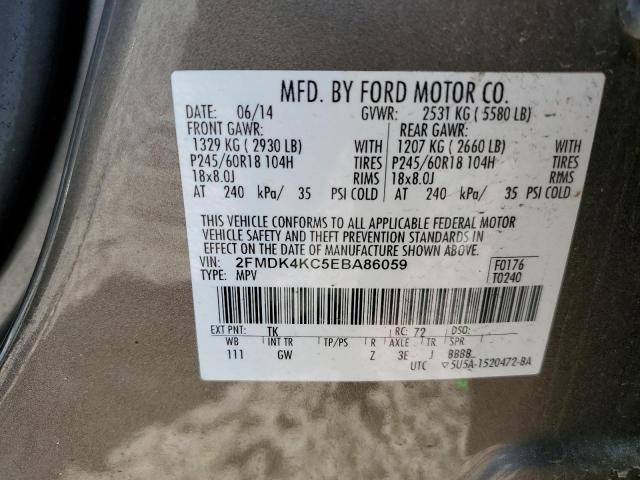 MFD. BY FORD MOTOR CO.
DATE: 06/14 GVWR: 2531 KG ( 5580 LB)
FRONT GAWR: REAR GAWR:
1329 KG ( 2930 LB) WITH 1207 KG ( 2660 LB) WITH
P245/60R18 104H TIRES P245/60R18 104H TIRES
18x8.0J RIMS 18x8.0J RIMS
AT 240 kPa/ 35 PSI COLD AT 240 kPa/ 35 PSI COLD
THIS VEHICLE CONFORMS TO ALL APPLICABLE FEDERAL MOTOR
VEHICLE SAFETY AND THEFT PREVENTION STANDARDS IN
EFFECT ON THE DATE OF MANUFACTURE SHOWN ABOVE.
VIN: 2FMDK4KC5EBA86059 F0176
TYPE: MPV T0240
EXT PNT: TK RC: 72 DSO:
WB INT TR TP/PS R AXLE TR SPR
111 GW Z 3E J BBBB
UTC ▽5U5A-1520472-BA